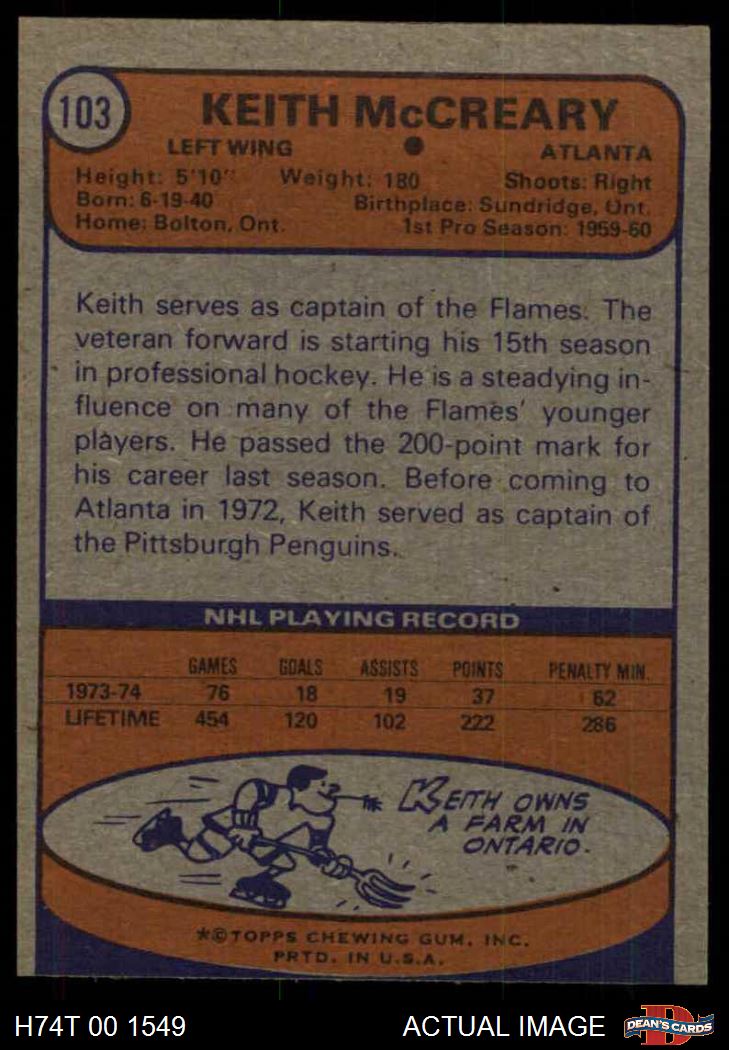 103
KEITH McCREARY
LEFT WING ● ATLANTA
Height: 5'10" Weight: 180 Shoots: Right
Born: 6-19-40 Birthplace: Sundridge, Ont.
Home: Bolton, Ont. 1st Pro Season: 1959-60
Keith serves as captain of the Flames. The
veteran forward is starting his 15th season
in professional hockey. He is a steadying in-
fluence on many of the Flames' younger
players. He passed the 200-point mark for
his career last season. Before coming to
Atlanta in 1972, Keith served as captain of
the Pittsburgh Penguins.
NHL PLAYING RECORD
GAMES GOALS ASSISTS POINTS PENALTY MIN.
1973-74 76 18 19 37 62
LIFETIME 454 120 102 222 286
KEITH OWNS
A FARM IN
ONTARIO.
*©TOPPS CHEWING GUM, INC.
PRTD. IN U.S.A.
H74T 00 1549 ACTUAL IMAGE DEAN'S CARDS